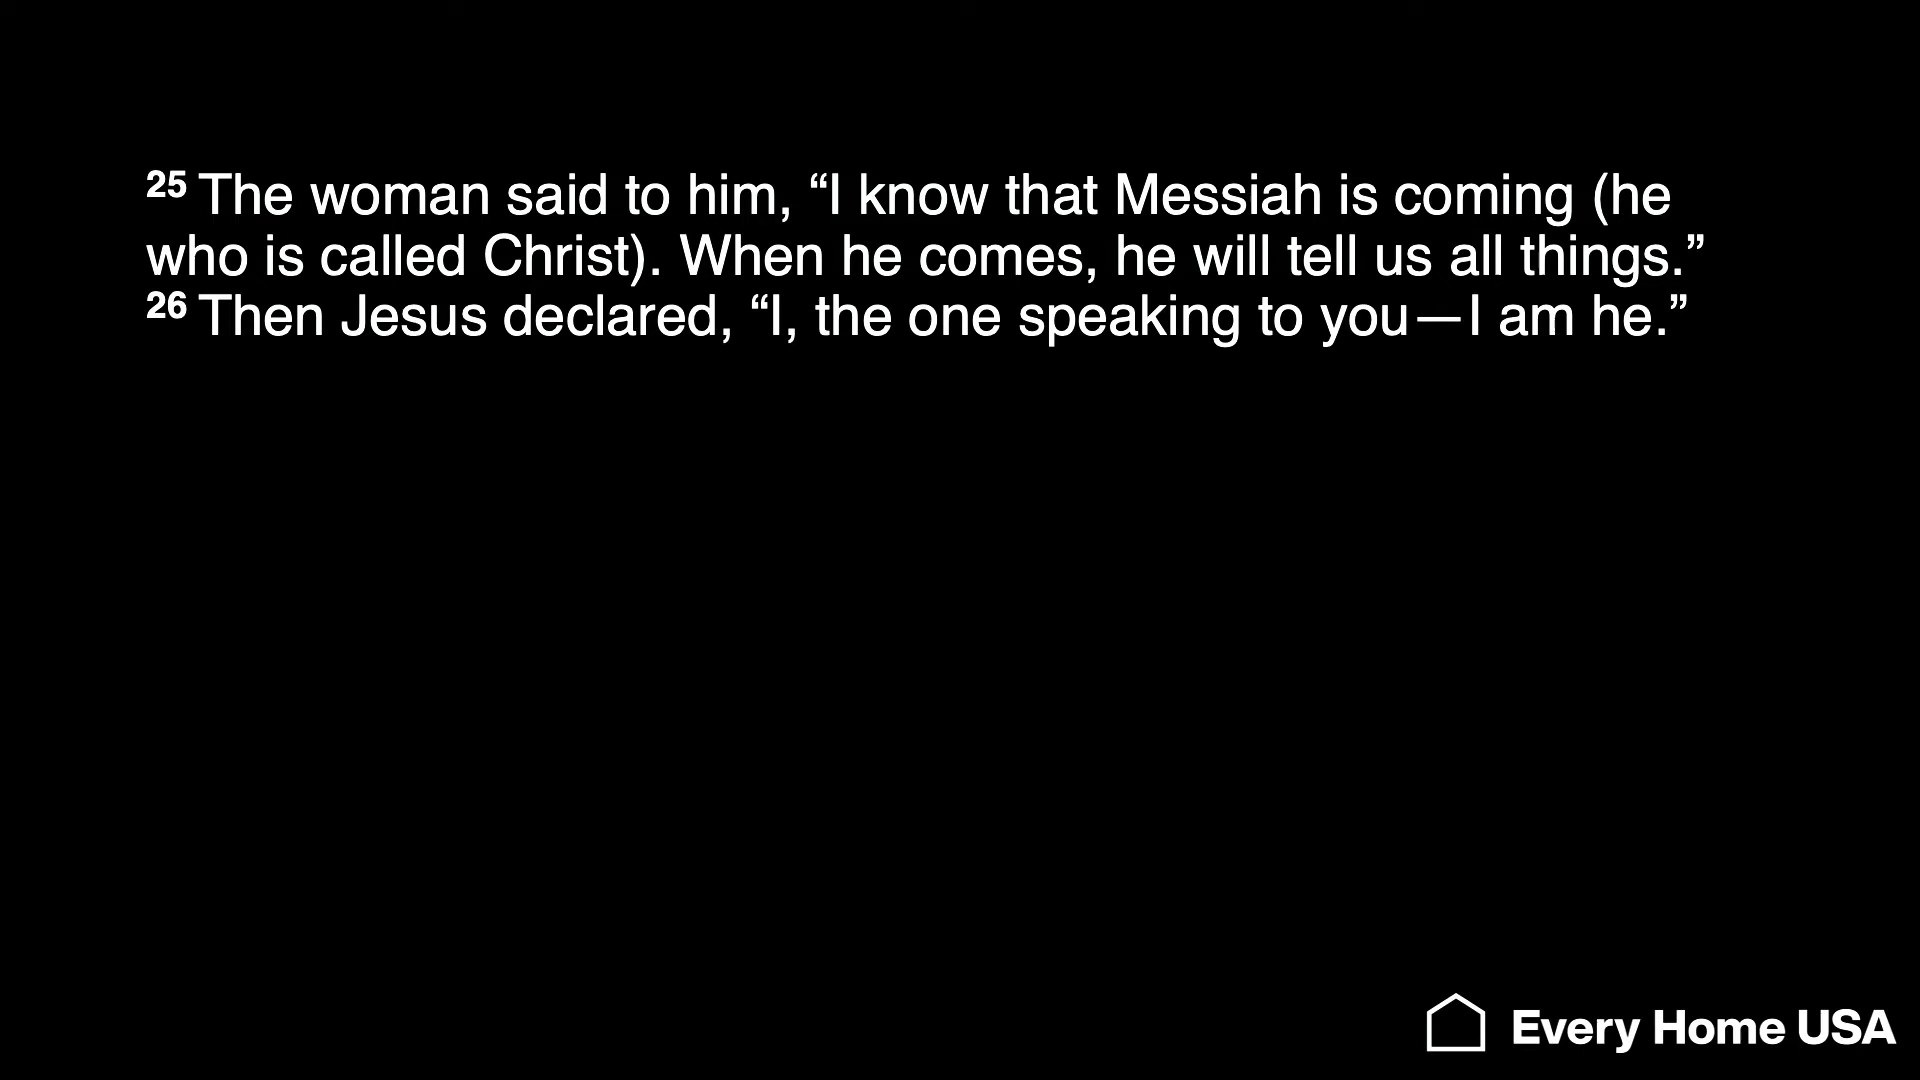 25 The woman said to him, “I know that Messiah is coming (he
who is called Christ). When he comes, he will tell us all things.”
26 Then Jesus declared, “I, the one speaking to you—I am he.”
Every Home USA